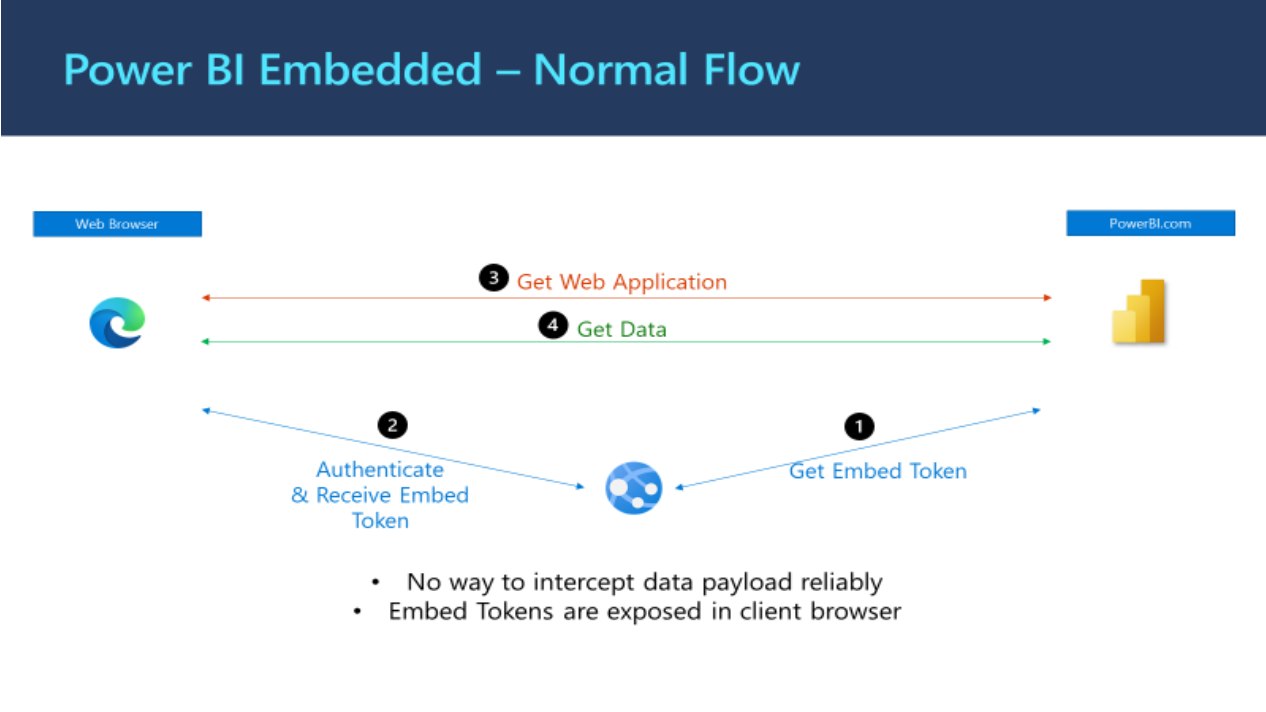 Power BI Embedded – Normal Flow
Web Browser
PowerBI.com
3 Get Web Application
4 Get Data
2
1
Authenticate
& Receive Embed
Token
Get Embed Token
• No way to intercept data payload reliably
• Embed Tokens are exposed in client browser